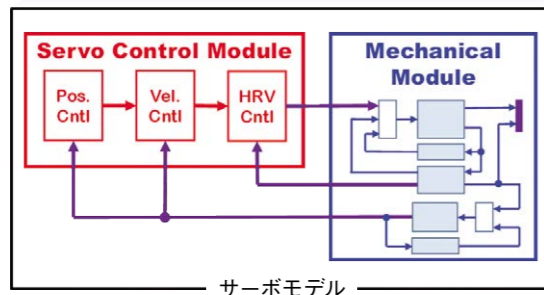 Servo Control Module
Mechanical
Module
Pos.
Cntl
Vel.
Cntl
HRV
Cntl
サーボモデル